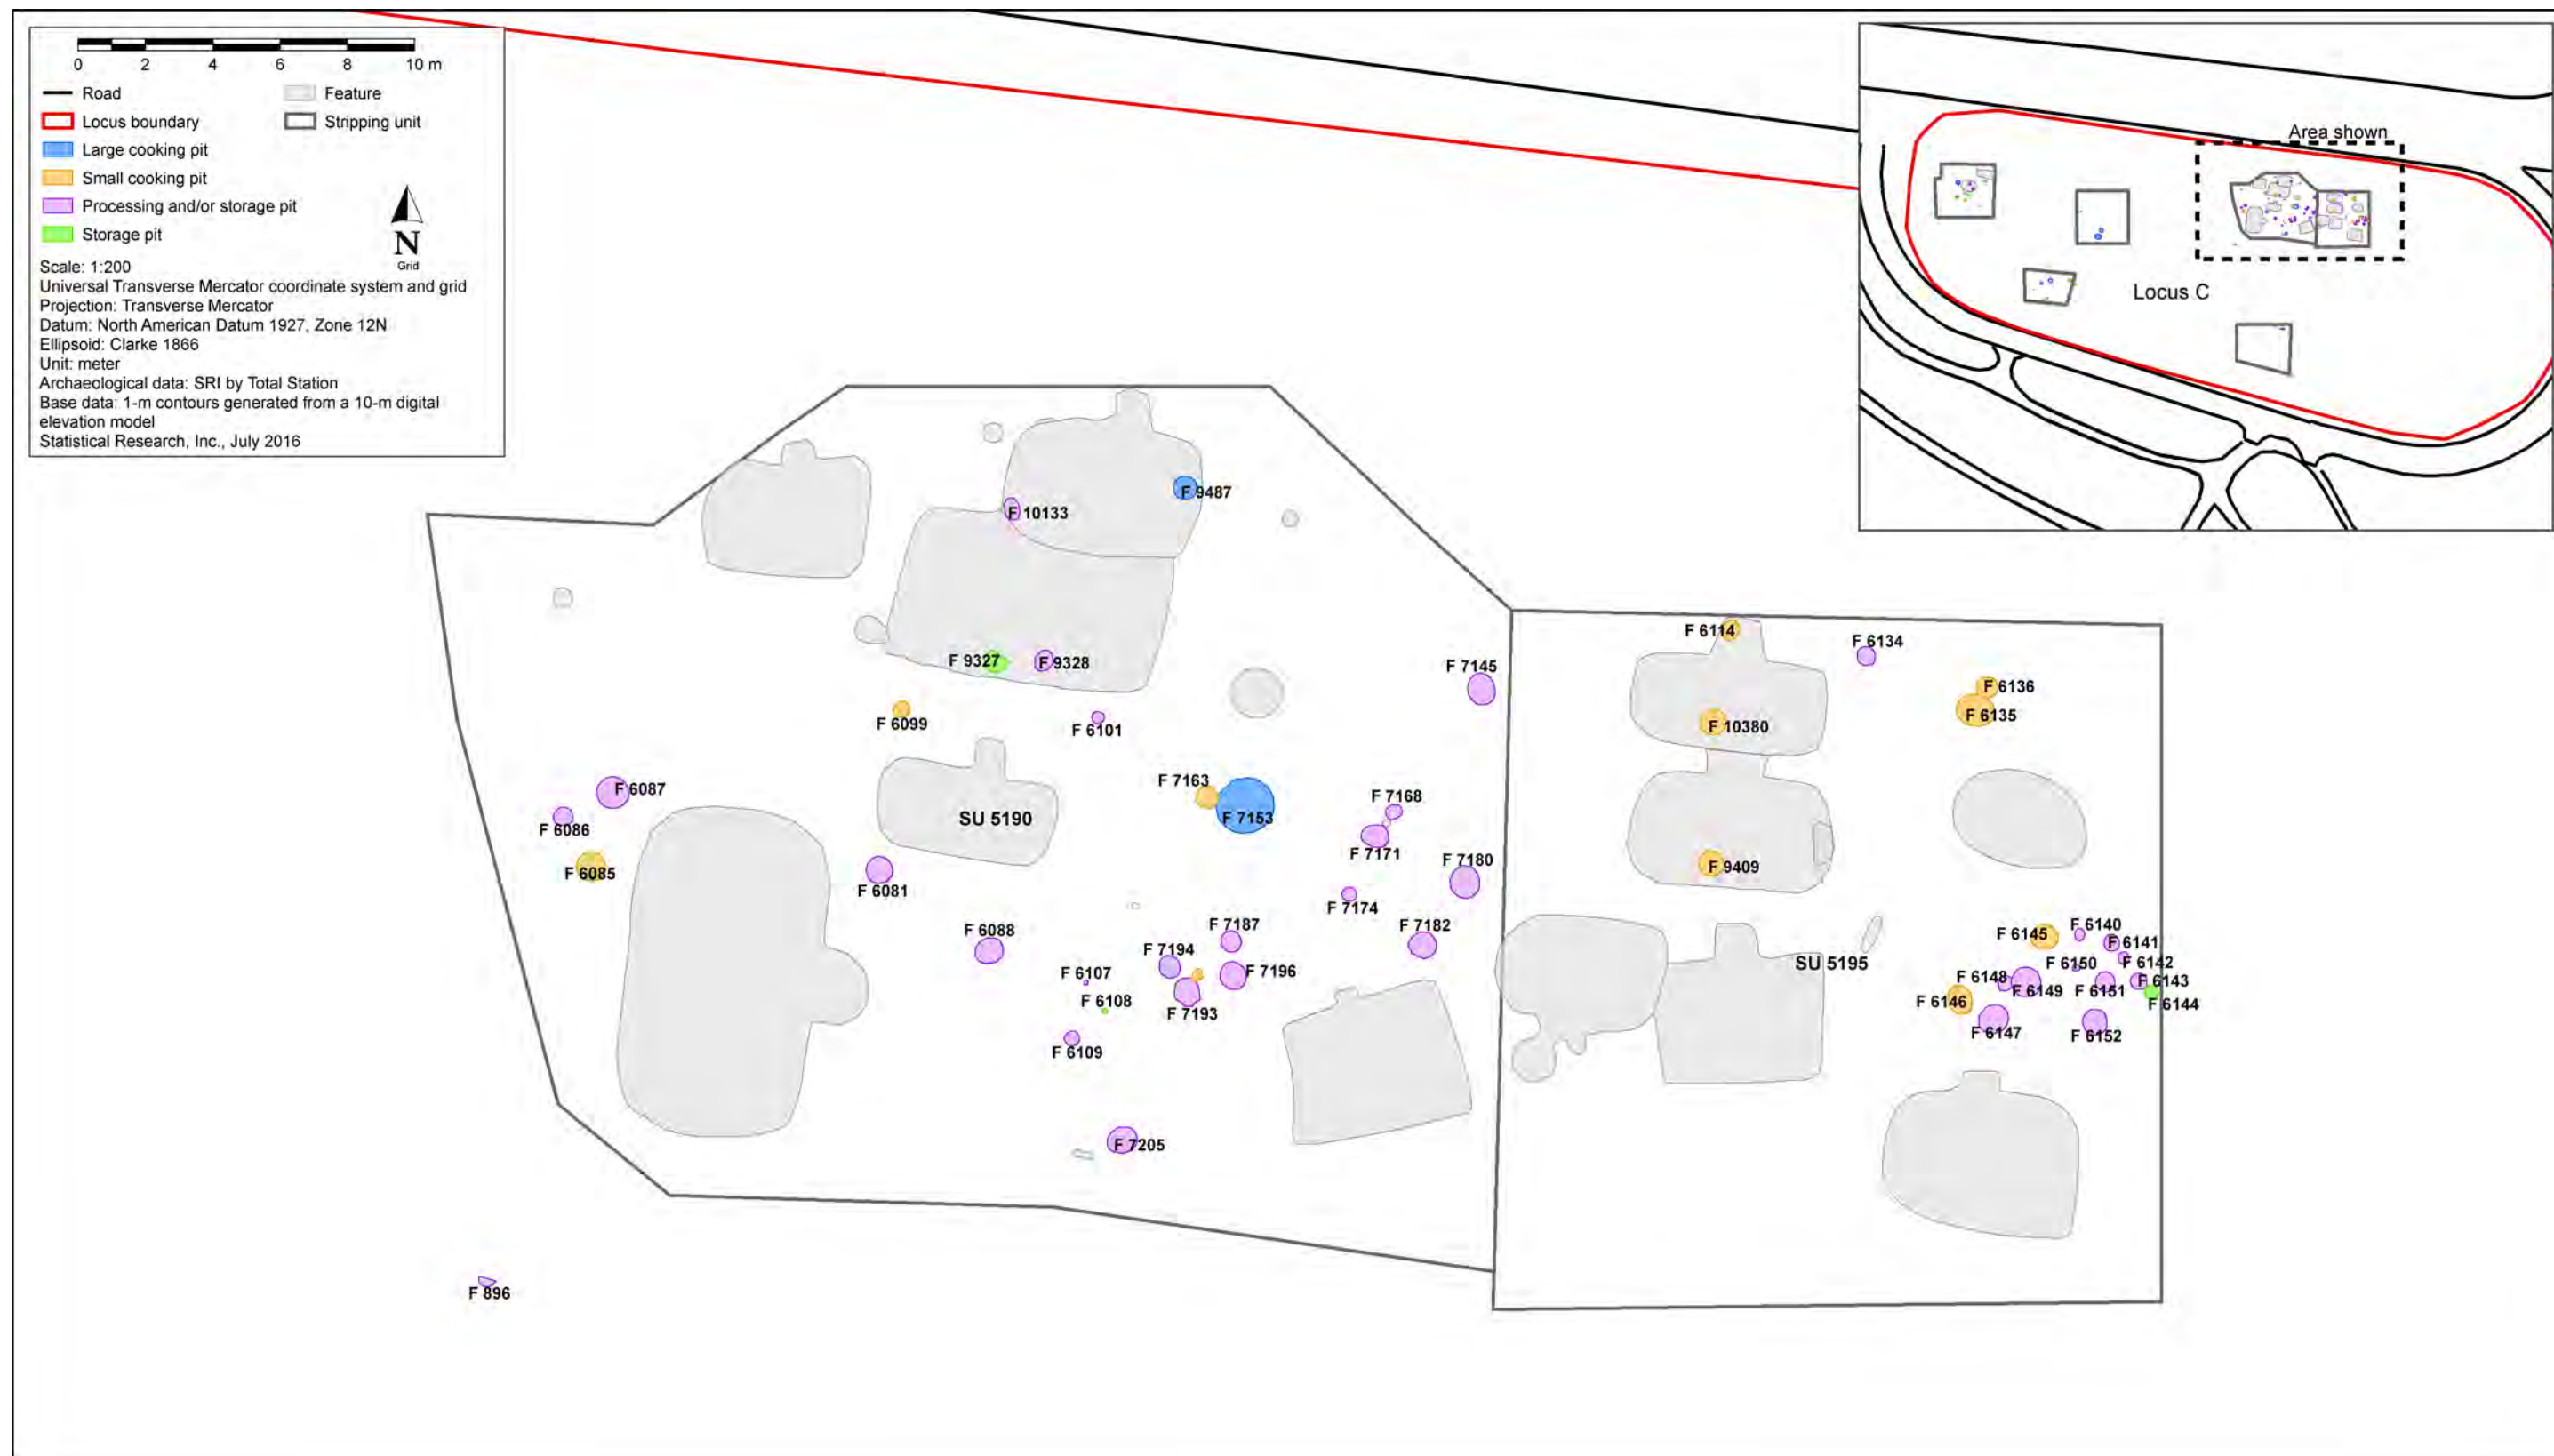 0 2 4 6 8 10 m
Road
Feature
Locus boundary
Stripping unit
Large cooking pit
Small cooking pit
Processing and/or storage pit
Storage pit
N
Grid
Scale: 1:200
Universal Transverse Mercator coordinate system and grid
Projection: Transverse Mercator
Datum: North American Datum 1927, Zone 12N
Ellipsoid: Clarke 1866
Unit: meter
Archaeological data: SRI by Total Station
Base data: 1-m contours generated from a 10-m digital
elevation model
Statistical Research, Inc., July 2016
Area shown
Locus C
F 9487
F 10133
F 6114
F 6134
F 9327
F 9328
F 7145
F 6136
F 6135
F 6099
F 6101
F 10380
F 7163
F 6087
F 7168
F 7153
SU 5190
F 6086
F 7171
F 7180
F 9409
F 6085
F 6081
F 7174
F 6088
F 7187
F 7182
F 6140
F 6145
F 6141
F 7194
SU 5195
F 6150
F 6142
F 6107
F 7196
F 6148
F 6143
F 6149
F 6151
F 6108
F 6146
F 6144
F 7193
F 6147
F 6152
F 6109
F 7205
F 896